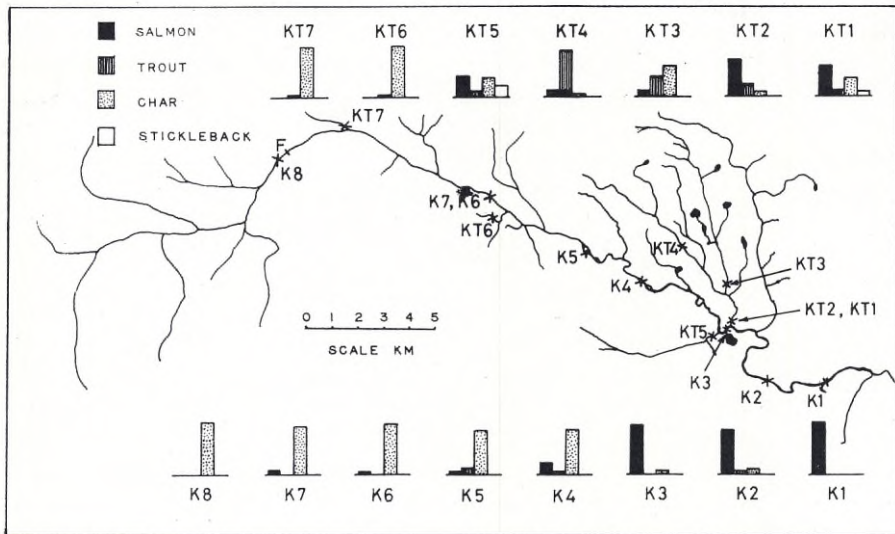 SALMON
TROUT
CHAR
STICKLEBACK
KT7 KT6 KT5 KT4 KT3 KT2 KT1
KT7
F
K8
K7, K6
KT6
K5
K4
KT4
KT3
KT2, KT1
KT5
K3
K2
K1
0 1 2 3 4 5
SCALE KM
K8 K7 K6 K5 K4 K3 K2 K1